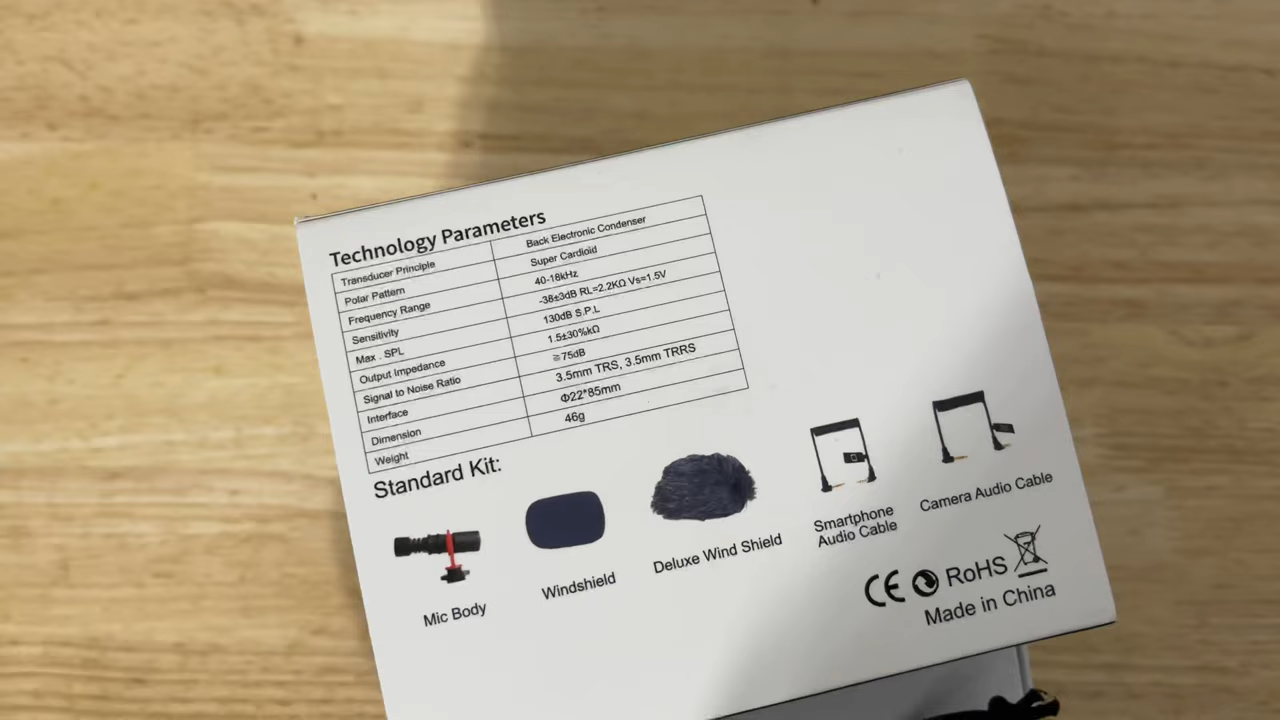 Technology Parameters
Transducer Principle Back Electronic Condenser
Polar Pattern Super Cardioid
Frequency Range 40-18kHz
Sensitivity -38±3dB RL=2.2KΩ Vs=1.5V
Max . SPL 130dB S.P.L
Output Impedance 1.5±30%kΩ
Signal to Noise Ratio ≧75dB
Interface 3.5mm TRS, 3.5mm TRRS
Dimension Φ22*85mm
Weight 46g
Standard Kit:
Mic Body
Windshield
Deluxe Wind Shield
Smartphone
Audio Cable
Camera Audio Cable
CE RoHS
Made in China